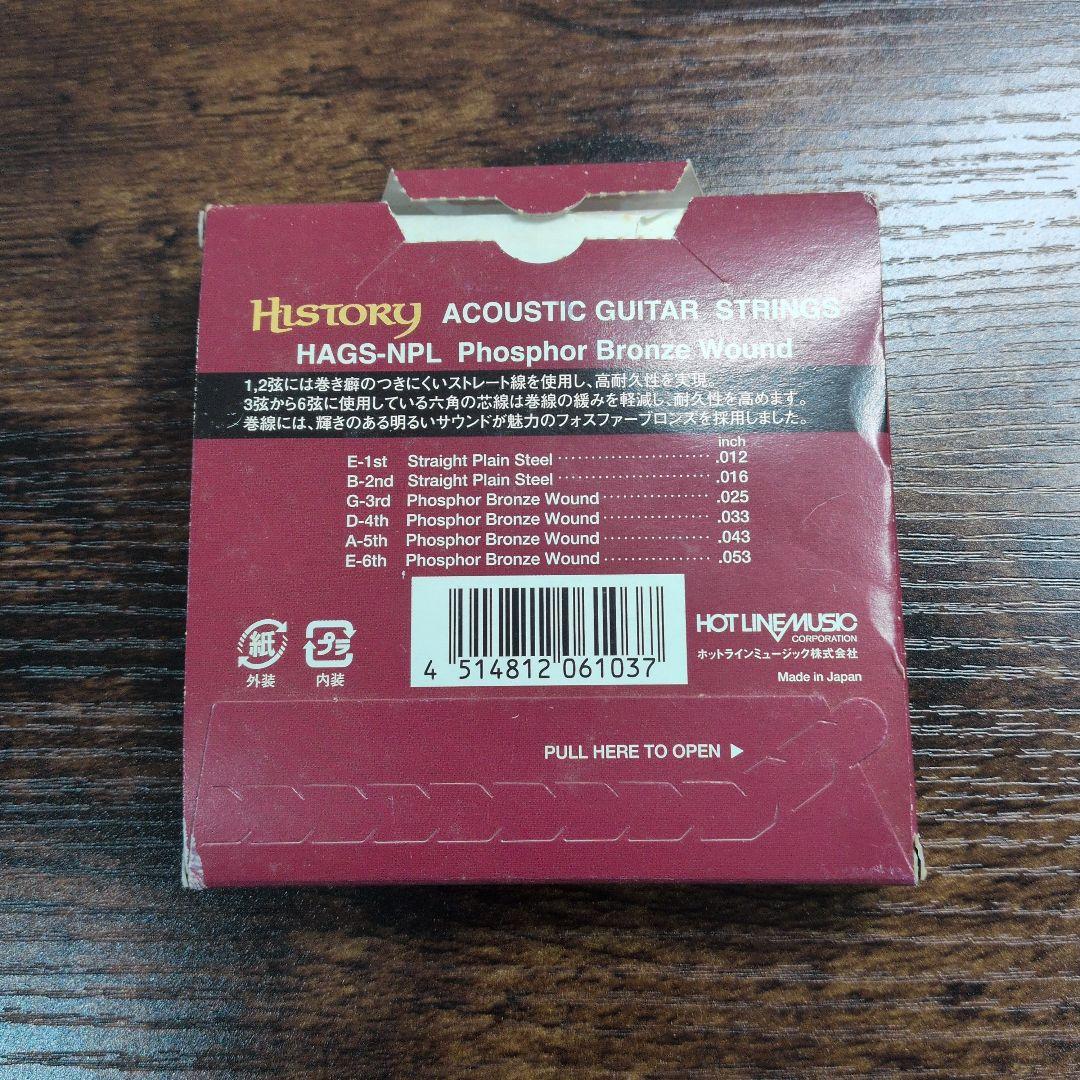 HISTORY ACOUSTIC GUITAR STRINGS
HAGS-NPL Phosphor Bronze Wound
1,2弦には巻き癖のつきにくいストレート線を使用し、高耐久性を実現。
3弦から6弦に使用している六角の芯線は巻線の緩みを軽減し、耐久性を高めます。
巻線には、輝きのある明るいサウンドが魅力のフォスファーブロンズを採用しました。
inch
E-1st Straight Plain Steel .012
B-2nd Straight Plain Steel .016
G-3rd Phosphor Bronze Wound .025
D-4th Phosphor Bronze Wound .033
A-5th Phosphor Bronze Wound .043
E-6th Phosphor Bronze Wound .053
紙
外装
プラ
内装
4 514812 061037
HOT LINE MUSIC
CORPORATION
ホットラインミュージック株式会社
Made in Japan
PULL HERE TO OPEN ▶